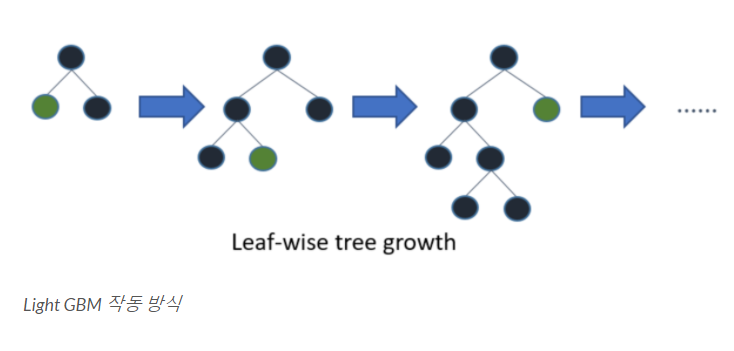 ......
Leaf-wise tree growth
Light GBM 작동 방식